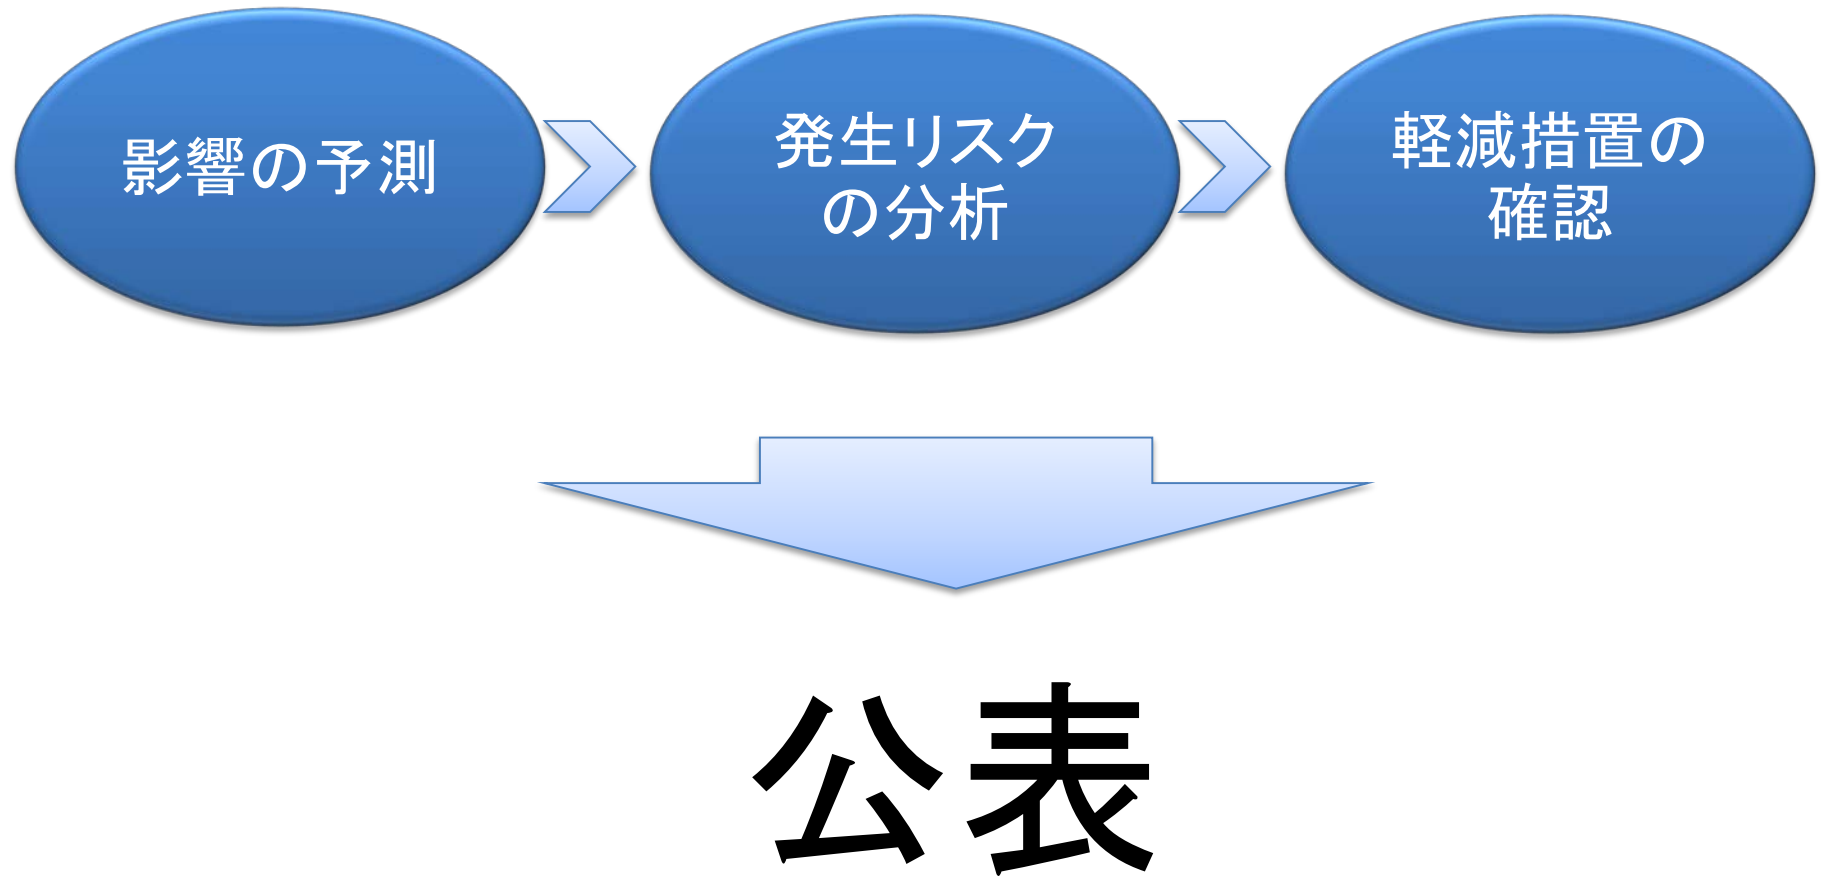 影響の予測
発生リスク
の分析
軽減措置の
確認
公表